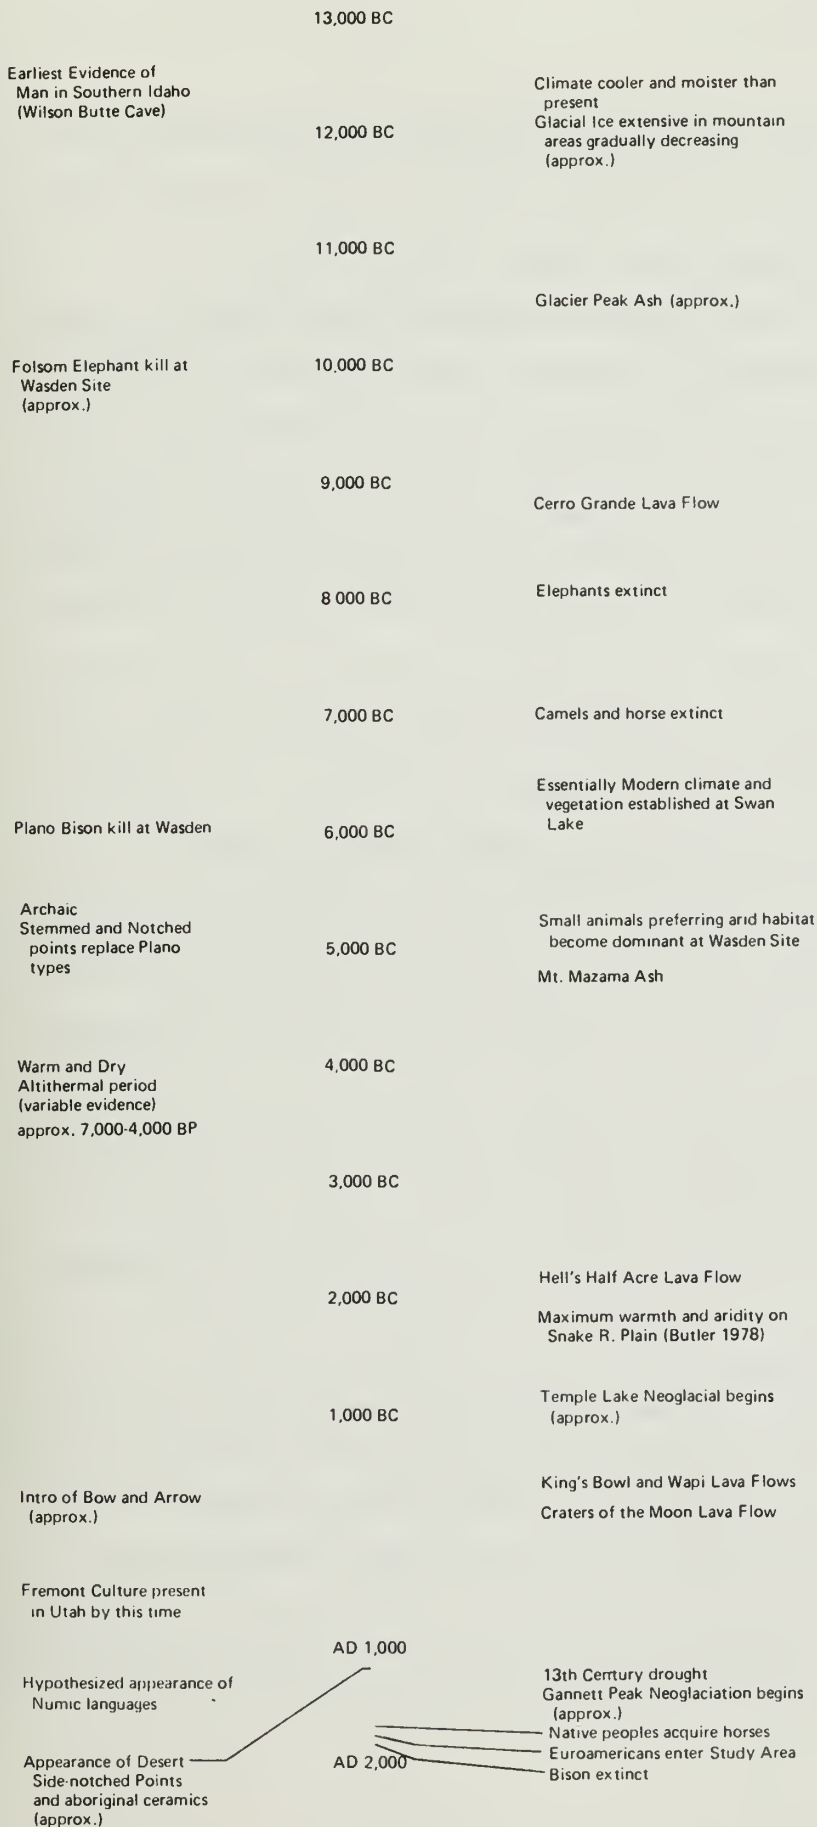 13,000 BC
Earliest Evidence of
Man in Southern Idaho
(Wilson Butte Cave)
Climate cooler and moister than
present
Glacial Ice extensive in mountain
areas gradually decreasing
(approx.)
12,000 BC
11,000 BC
Glacier Peak Ash (approx.)
Folsom Elephant kill at
Wasden Site
(approx.)
10,000 BC
9,000 BC
Cerro Grande Lava Flow
8 000 BC
Elephants extinct
7,000 BC
Camels and horse extinct
Essentially Modern climate and
vegetation established at Swan
Lake
Plano Bison kill at Wasden
6,000 BC
Archaic
Stemmed and Notched
points replace Plano
types
5,000 BC
Small animals preferring arid habitat
become dominant at Wasden Site
Mt. Mazama Ash
Warm and Dry
Altithermal period
(variable evidence)
approx. 7,000-4,000 BP
4,000 BC
3,000 BC
Hell's Half Acre Lava Flow
2,000 BC
Maximum warmth and aridity on
Snake R. Plain (Butler 1978)
Temple Lake Neoglacial begins
(approx.)
1,000 BC
King's Bowl and Wapi Lava Flows
Intro of Bow and Arrow
(approx.)
Craters of the Moon Lava Flow
Fremont Culture present
in Utah by this time
AD 1,000
Hypothesized appearance of
Numic languages
13th Century drought
Gannett Peak Neoglaciation begins
(approx.)
Native peoples acquire horses
Euroamericans enter Study Area
Bison extinct
AD 2,000
Appearance of Desert
Side-notched Points
and aboriginal ceramics
(approx.)